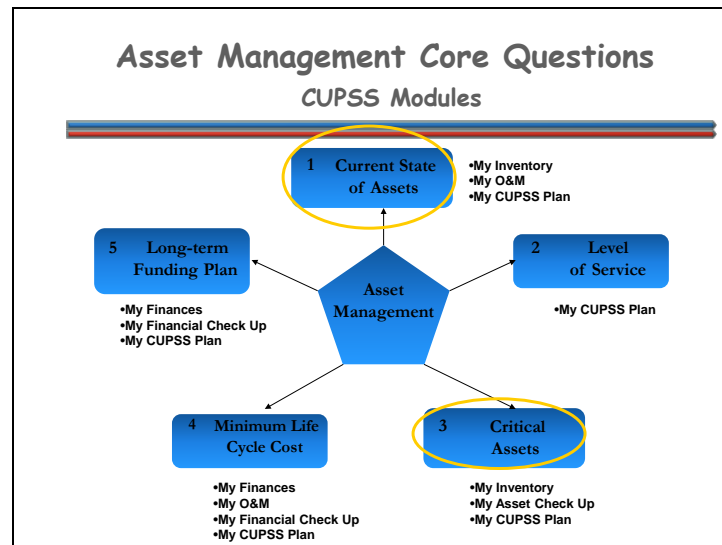 Asset Management Core Questions
CUPSS Modules
1 Current State
of Assets
•My Inventory
•My O&M
•My CUPSS Plan
2 Level
of Service
•My CUPSS Plan
3 Critical
Assets
•My Inventory
•My Asset Check Up
•My CUPSS Plan
4 Minimum Life
Cycle Cost
•My Finances
•My O&M
•My Financial Check Up
•My CUPSS Plan
5 Long-term
Funding Plan
•My Finances
•My Financial Check Up
•My CUPSS Plan
Asset
Management